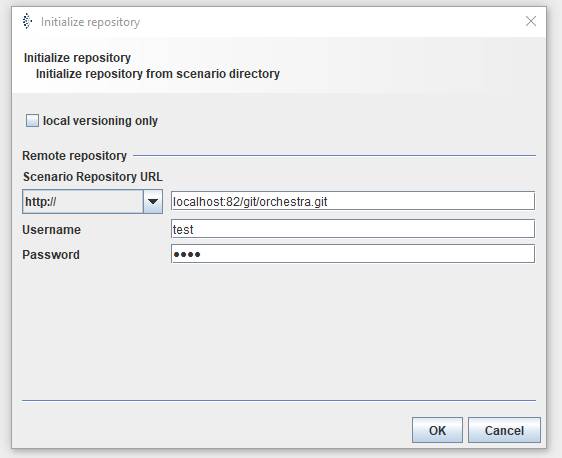 Initialize repository
Initialize repository
Initialize repository from scenario directory
local versioning only
Remote repository
Scenario Repository URL
http:// localhost:82/git/orchestra.git
Username test
Password ••••
OK Cancel